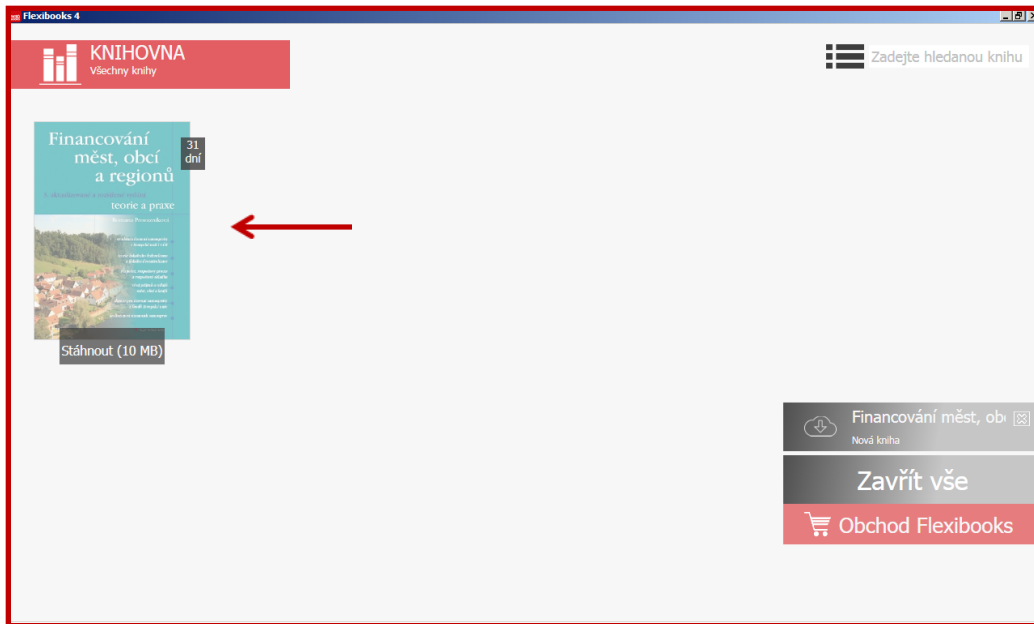 Flexibooks 4
KNIHOVNA
Všechny knihy
Zadejte hledanou knihu
Financování
měst, obcí
a regionů
teorie a praxe
31
dní
Stáhnout (10 MB)
Financování měst, ob
Nová kniha
Zavřít vše
Obchod Flexibooks